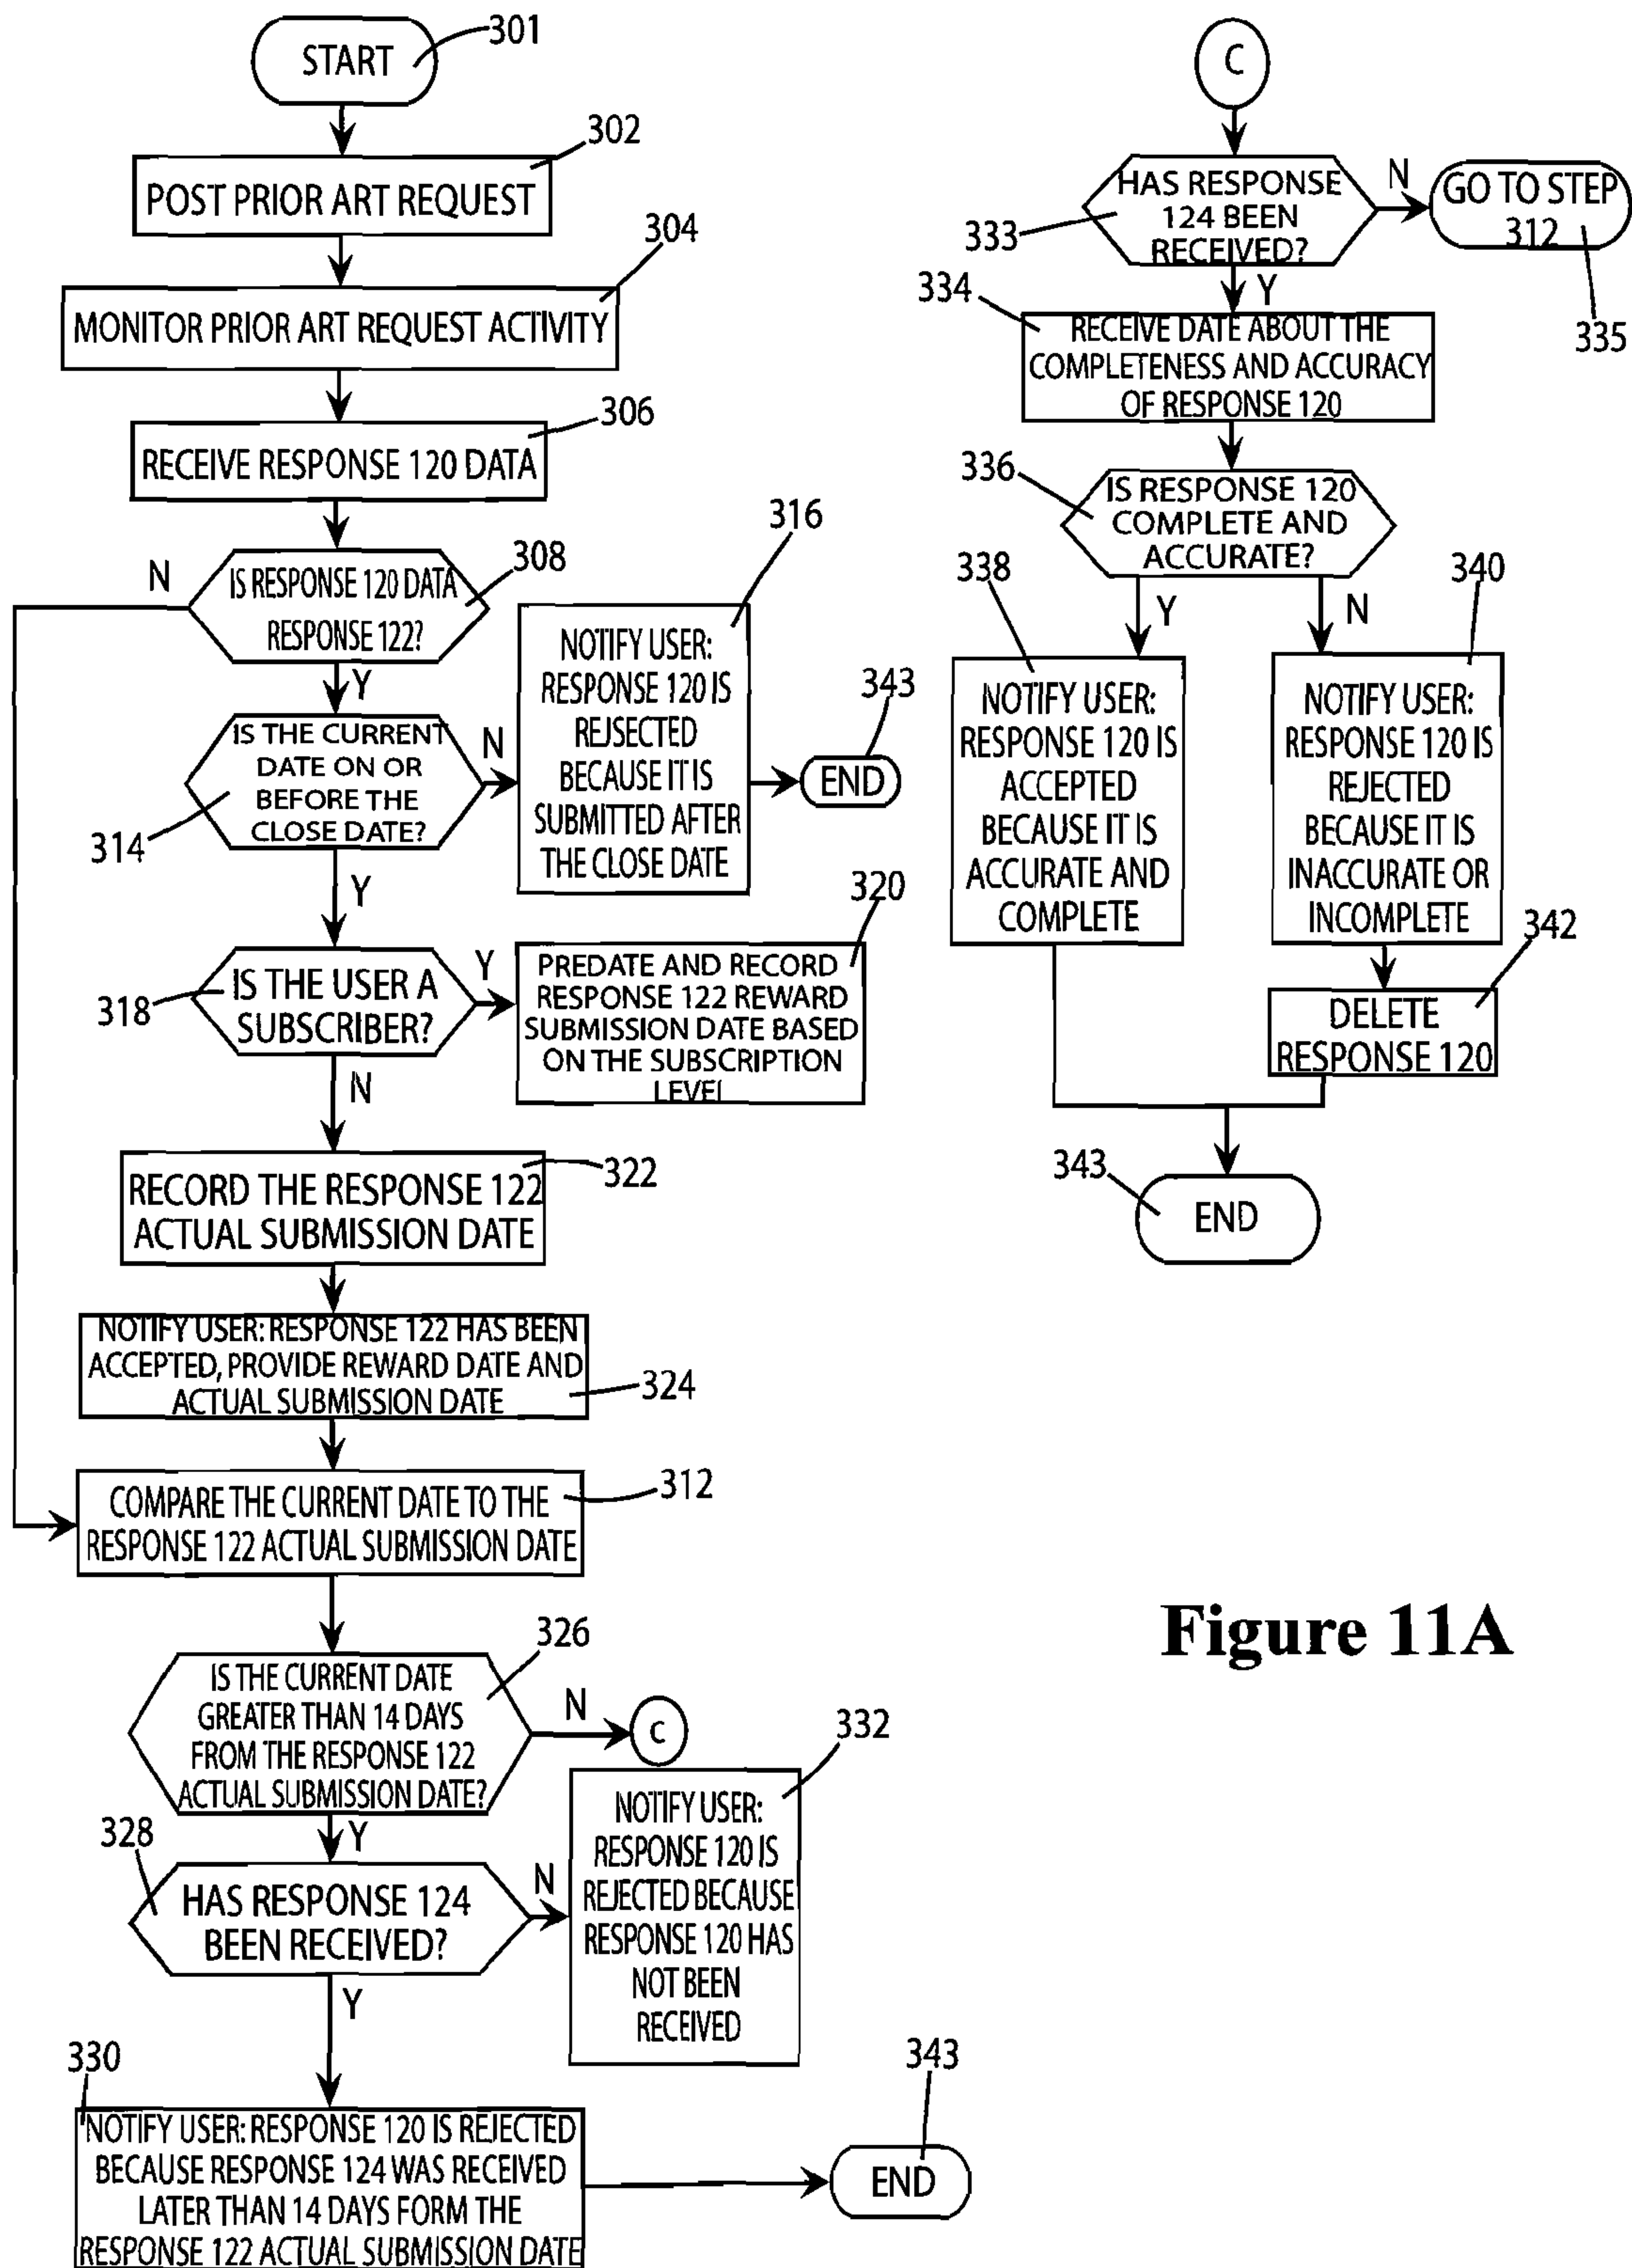 START
301
302
POST PRIOR ART REQUEST
304
MONITOR PRIOR ART REQUEST ACTIVITY
306
RECEIVE RESPONSE 120 DATA
308
N
IS RESPONSE 120 DATA
RESPONSE 122?
Y
316
NOTIFY USER:
RESPONSE 120 IS
REJSECTED
BECAUSE IT IS
SUBMITTED AFTER
THE CLOSE DATE
343
END
IS THE CURRENT
DATE ON OR
BEFORE THE
CLOSE DATE?
N
314
Y
320
IS THE USER A
SUBSCRIBER?
Y
318
PREDATE AND RECORD
RESPONSE 122 REWARD
SUBMISSION DATE BASED
ON THE SUBSCRIPTION
LEVEL
N
322
RECORD THE RESPONSE 122
ACTUAL SUBMISSION DATE
NOTIFY USER: RESPONSE 122 HAS BEEN
ACCEPTED, PROVIDE REWARD DATE AND
ACTUAL SUBMISSION DATE
324
COMPARE THE CURRENT DATE TO THE
RESPONSE 122 ACTUAL SUBMISSION DATE
312
326
IS THE CURRENT DATE
GREATER THAN 14 DAYS
FROM THE RESPONSE 122
ACTUAL SUBMISSION DATE?
N
C
332
Y
328
HAS RESPONSE 124
BEEN RECEIVED?
N
NOTIFY USER:
RESPONSE 120 IS
REJECTED BECAUSE
RESPONSE 120 HAS
NOT BEEN
RECEIVED
Y
330
NOTIFY USER: RESPONSE 120 IS REJECTED
BECAUSE RESPONSE 124 WAS RECEIVED
LATER THAN 14 DAYS FORM THE
RESPONSE 122 ACTUAL SUBMISSION DATE
343
END
C
HAS RESPONSE
124 BEEN
RECEIVED?
333
N
GO TO STEP
312
335
Y
334
RECEIVE DATE ABOUT THE
COMPLETENESS AND ACCURACY
OF RESPONSE 120
336
IS RESPONSE 120
COMPLETE AND
ACCURATE?
338
Y
N
340
NOTIFY USER:
RESPONSE 120 IS
ACCEPTED
BECAUSE IT IS
ACCURATE AND
COMPLETE
NOTIFY USER:
RESPONSE 120 IS
REJECTED
BECAUSE IT IS
INACCURATE OR
INCOMPLETE
342
DELETE
RESPONSE 120
343
END
Figure 11A